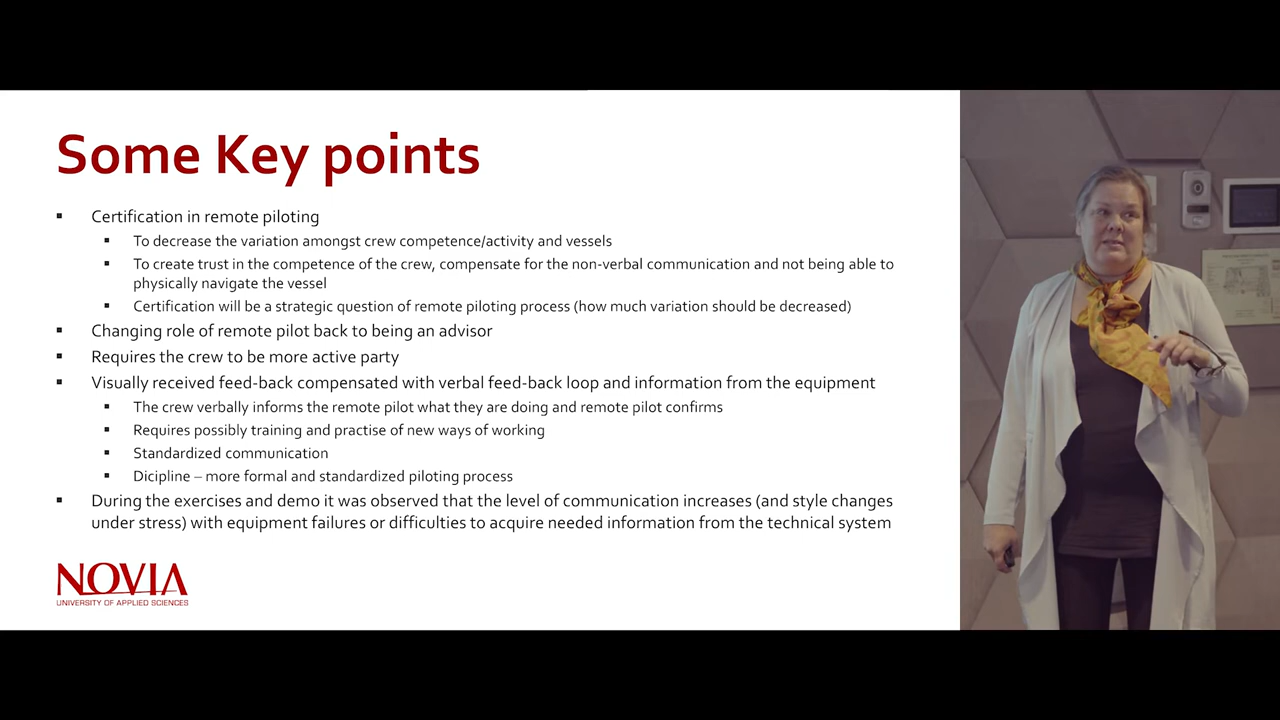 Some Key points
▪ Certification in remote piloting
▪ To decrease the variation amongst crew competence/activity and vessels
▪ To create trust in the competence of the crew, compensate for the non-verbal communication and not being able to
physically navigate the vessel
▪ Certification will be a strategic question of remote piloting process (how much variation should be decreased)
▪ Changing role of remote pilot back to being an advisor
▪ Requires the crew to be more active party
▪ Visually received feed-back compensated with verbal feed-back loop and information from the equipment
▪ The crew verbally informs the remote pilot what they are doing and remote pilot confirms
▪ Requires possibly training and practise of new ways of working
▪ Standardized communication
▪ Dicipline – more formal and standardized piloting process
▪ During the exercises and demo it was observed that the level of communication increases (and style changes
under stress) with equipment failures or difficulties to acquire needed information from the technical system
NOVIA
UNIVERSITY OF APPLIED SCIENCES